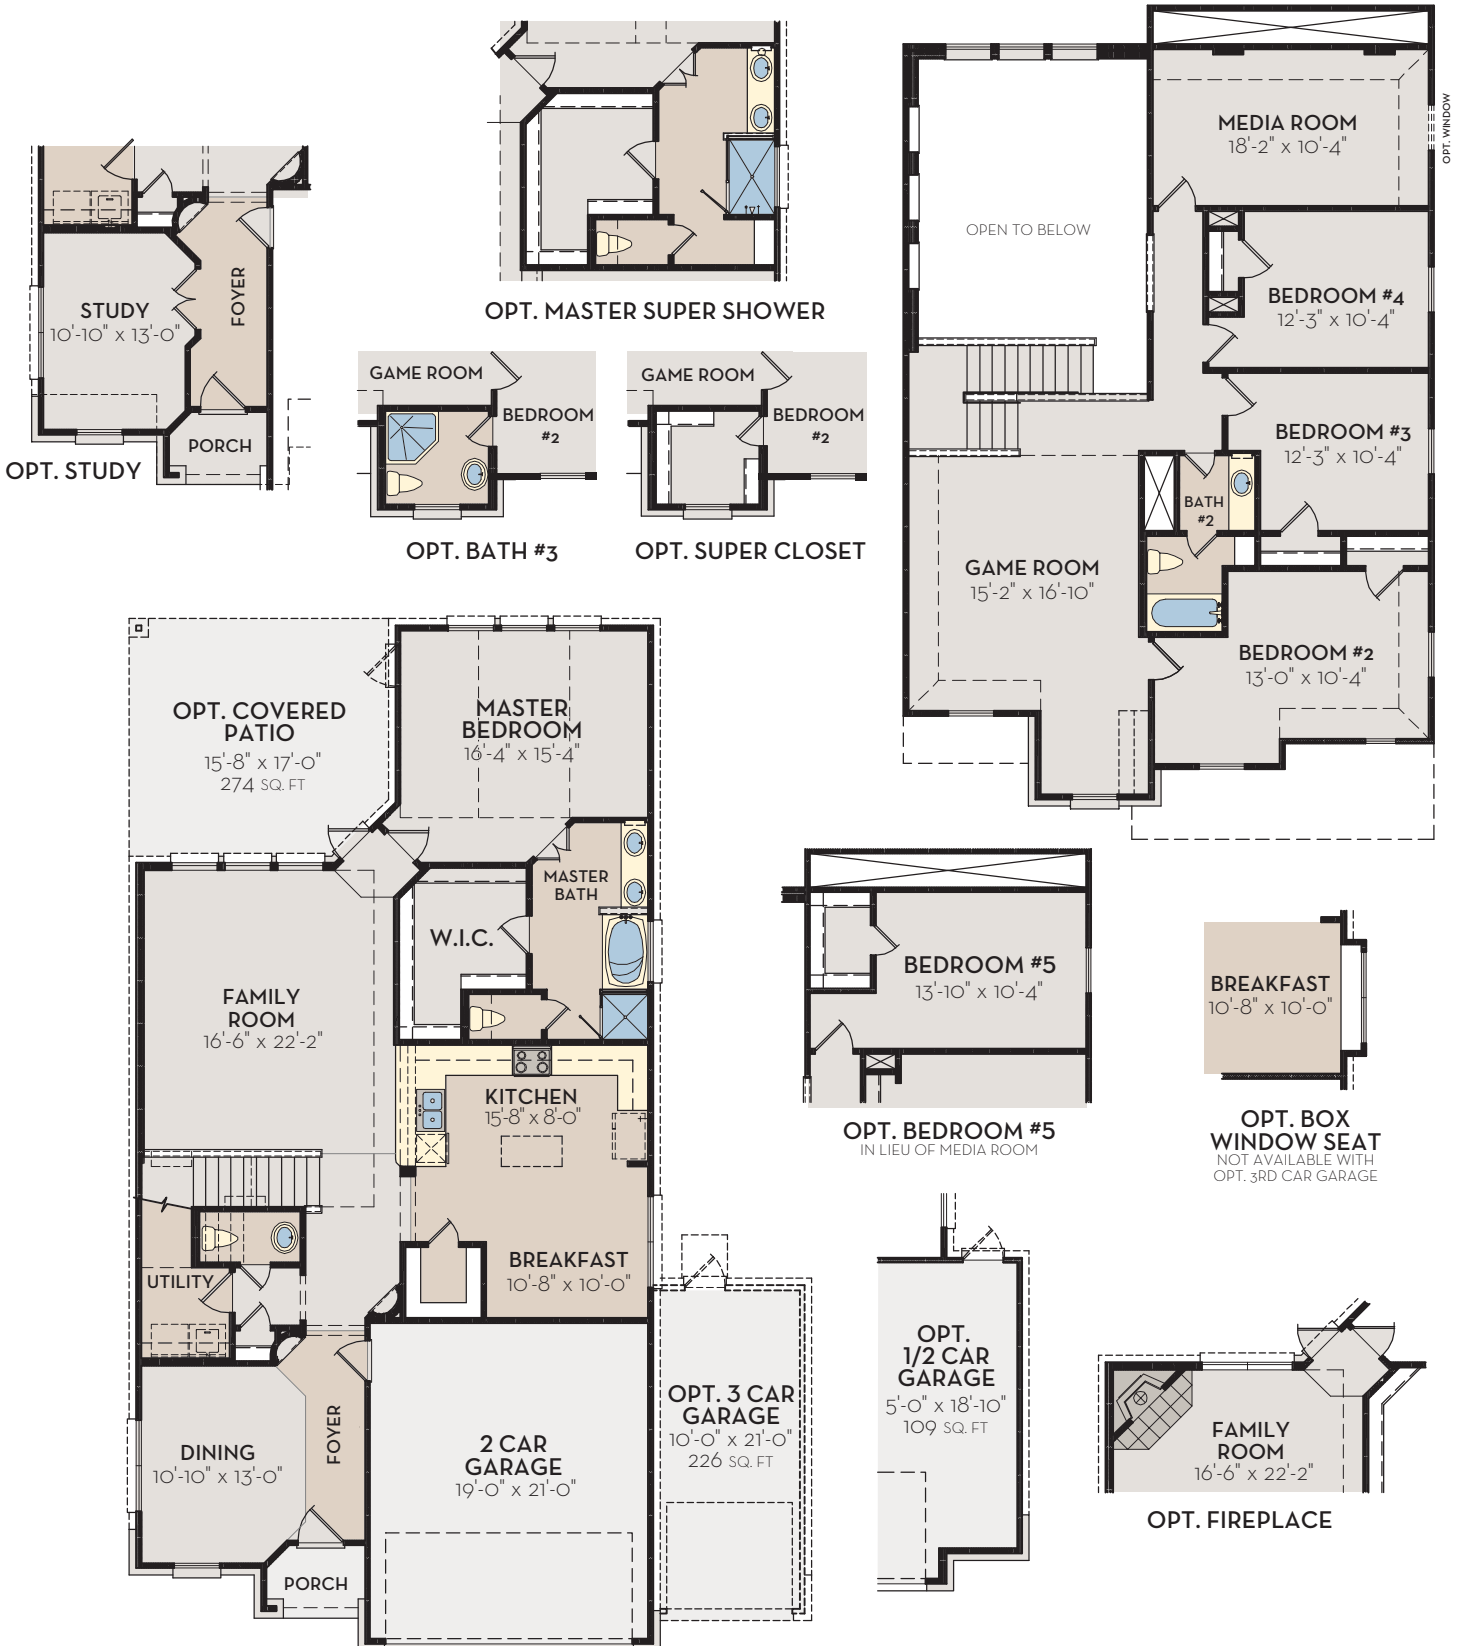 STUDY
10'-10" x 13'-0"
FOYER
PORCH
OPT. STUDY
OPT. MASTER SUPER SHOWER
GAME ROOM
BEDROOM
#2
OPT. BATH #3
GAME ROOM
BEDROOM
#2
OPT. SUPER CLOSET
MEDIA ROOM
18'-2" x 10'-4"
OPT. WINDOW
OPEN TO BELOW
BEDROOM #4
12'-3" x 10'-4"
BEDROOM #3
12'-3" x 10'-4"
BATH
#2
GAME ROOM
15'-2" x 16'-10"
BEDROOM #2
13'-0" x 10'-4"
OPT. COVERED
PATIO
15'-8" x 17'-0"
274 SQ. FT
MASTER
BEDROOM
16'-4" x 15'-4"
MASTER
BATH
W.I.C.
FAMILY
ROOM
16'-6" x 22'-2"
KITCHEN
15'-8" x 8'-0"
BREAKFAST
10'-8" x 10'-0"
UTILITY
DINING
10'-10" x 13'-0"
FOYER
PORCH
2 CAR
GARAGE
19'-0" x 21'-0"
OPT. 3 CAR
GARAGE
10'-0" x 21'-0"
226 SQ. FT
BEDROOM #5
13'-10" x 10'-4"
OPT. BEDROOM #5
IN LIEU OF MEDIA ROOM
BREAKFAST
10'-8" x 10'-0"
OPT. BOX
WINDOW SEAT
NOT AVAILABLE WITH
OPT. 3RD CAR GARAGE
OPT.
1/2 CAR
GARAGE
5'-0" x 18'-10"
109 SQ. FT
FAMILY
ROOM
16'-6" x 22'-2"
OPT. FIREPLACE